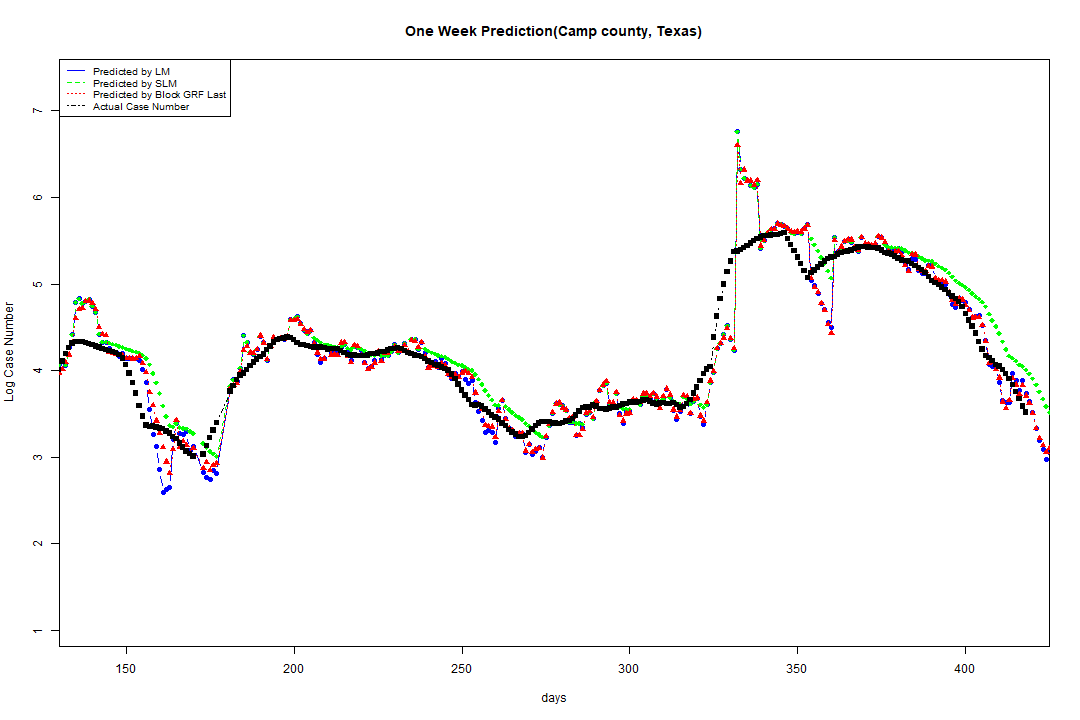 One Week Prediction(Camp county, Texas)
Predicted by LM
Predicted by SLM
Predicted by Block GRF Last
Actual Case Number
7
6
5
4
3
2
1
Log Case Number
150 200 250 300 350 400
days